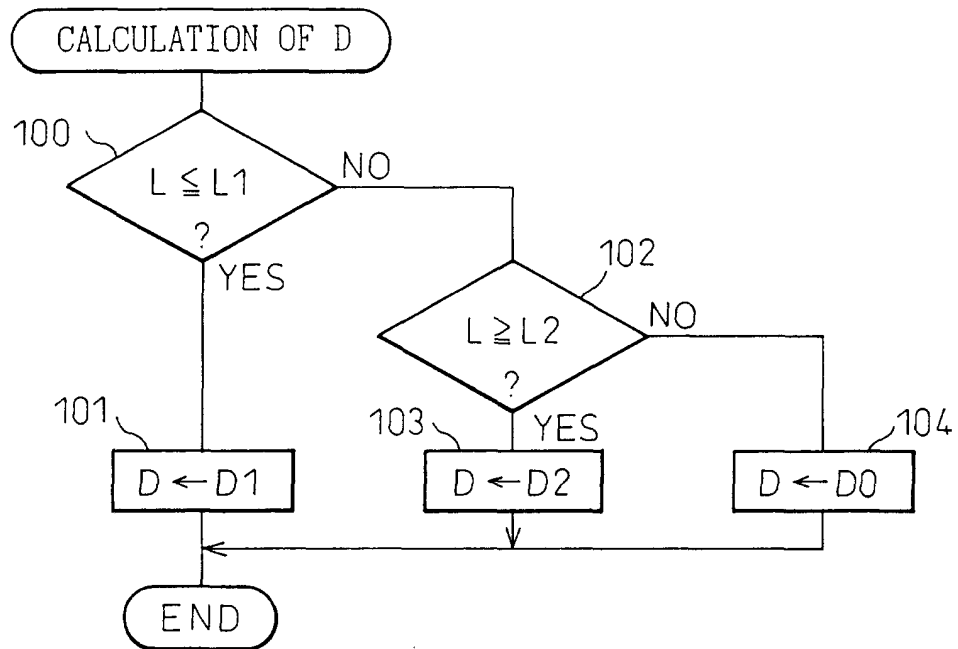 CALCULATION OF D
100
L ≦ L1
?
NO
YES
102
L ≧ L2
?
NO
YES
101
D ← D1
103
D ← D2
104
D ← D0
END